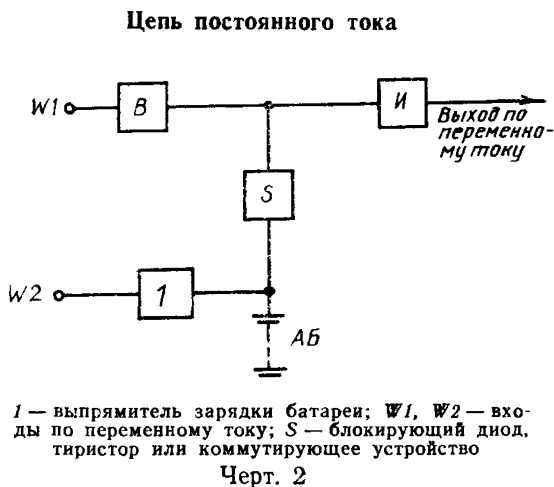 Цепь постоянного тока
W1
В
И
Выход по
переменно-
му току
S
W2
1
АБ
1 — выпрямитель зарядки батареи; W1, W2 — вхо-
ды по переменному току; S — блокирующий диод,
тиристор или коммутирующее устройство
Черт. 2